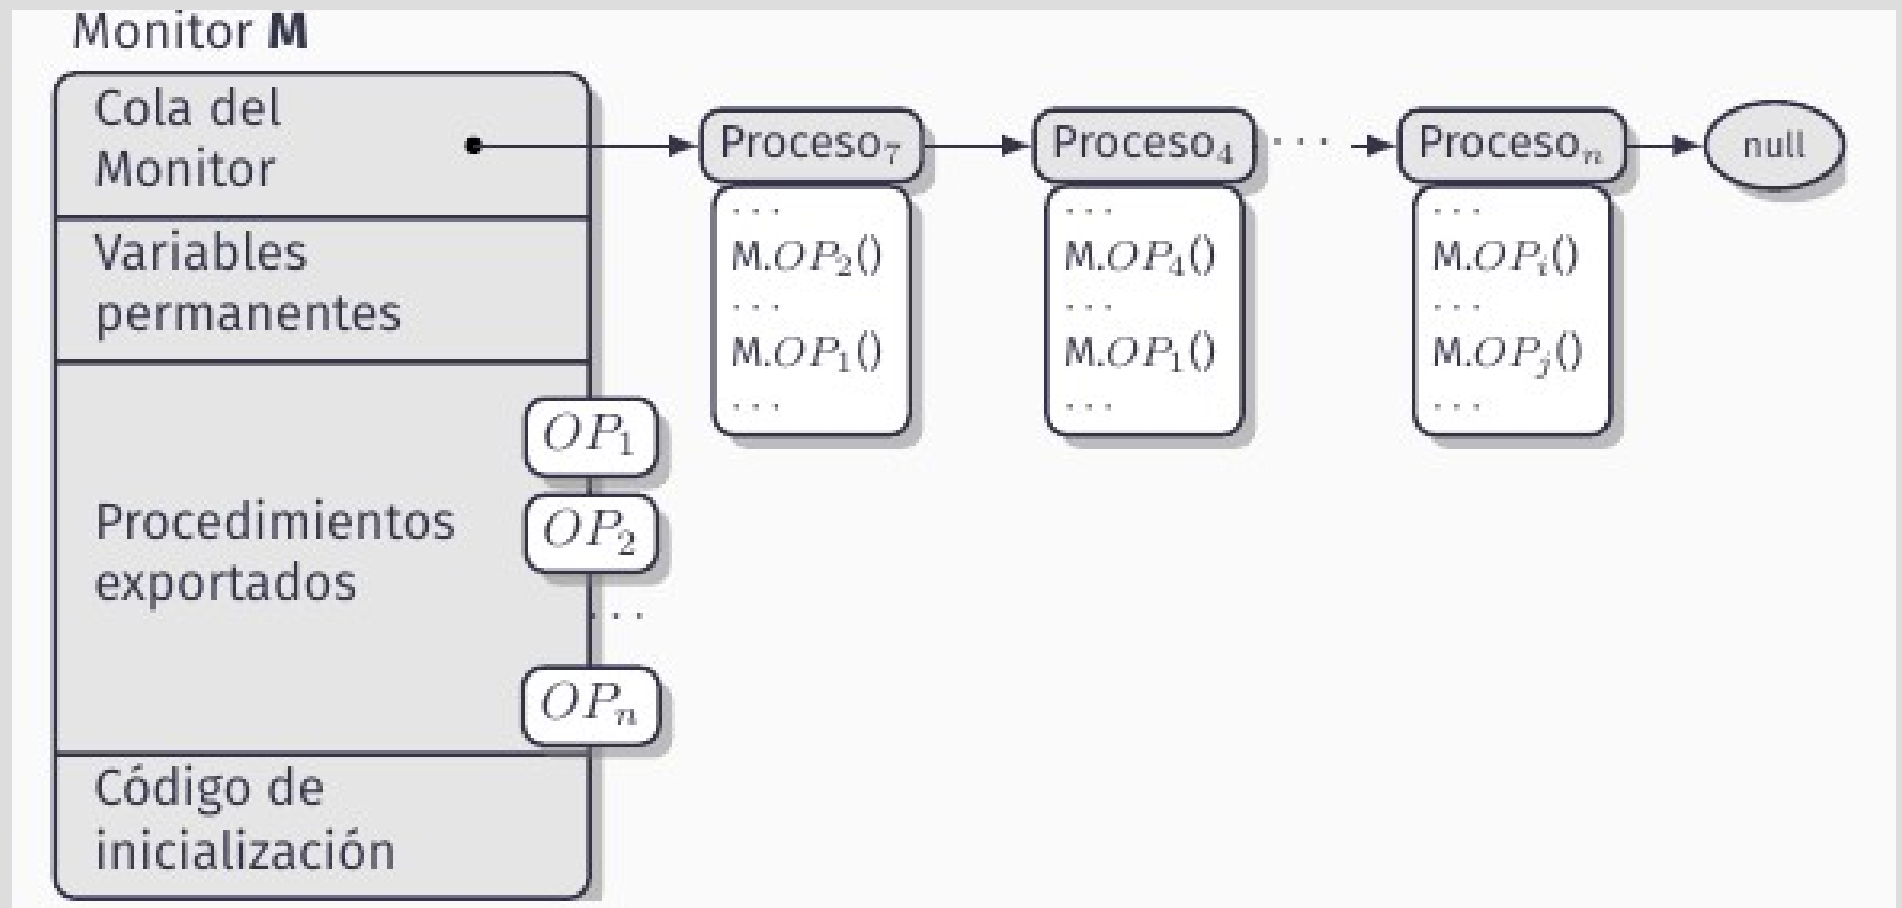 Monitor M
Cola del
Monitor
Proceso₇
Proceso₄
· · ·
Procesoₙ
null
· · ·
M.OP₂()
· · ·
M.OP₁()
· · ·
· · ·
M.OP₄()
· · ·
M.OP₁()
· · ·
· · ·
M.OPᵢ()
· · ·
M.OPⱼ()
· · ·
Variables
permanentes
Procedimientos
exportados
OP₁
OP₂
· · ·
OPₙ
Código de
inicialización